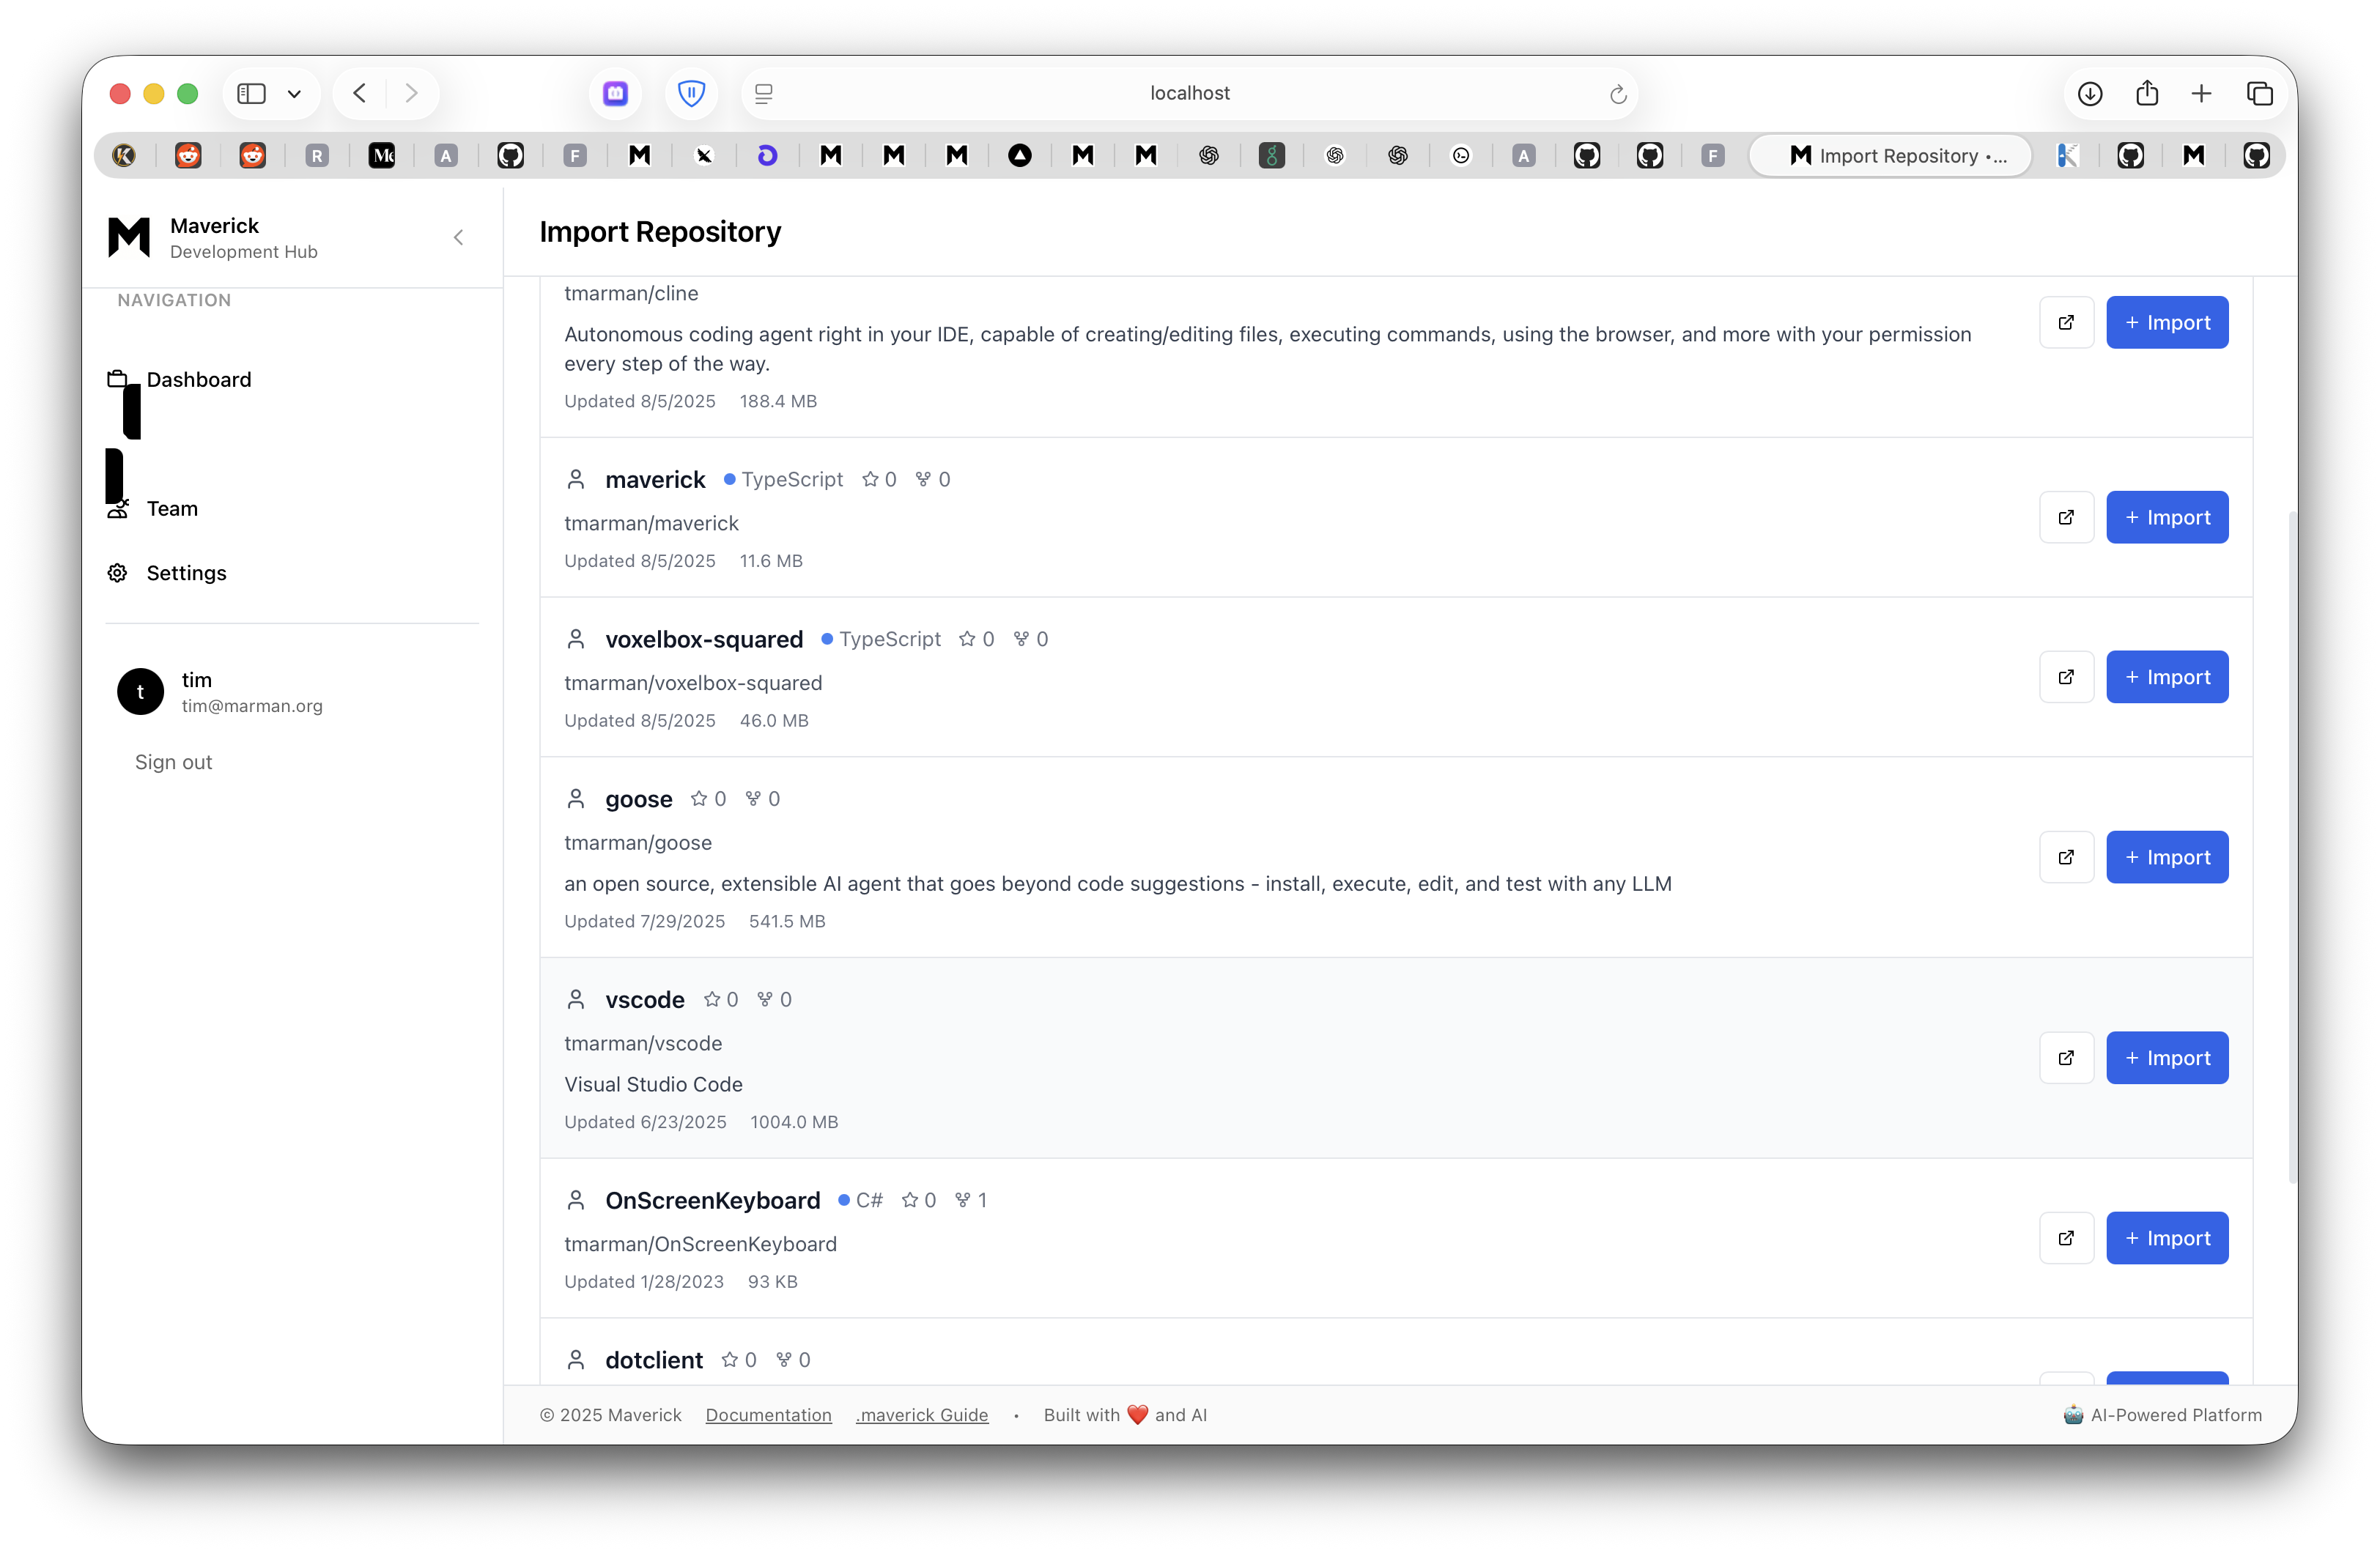 localhost
R
A
F
A
F
Import Repository •...
Maverick
Development Hub
NAVIGATION
Dashboard
Team
Settings
t
tim
tim@marman.org
Sign out
Import Repository
tmarman/cline
Autonomous coding agent right in your IDE, capable of creating/editing files, executing commands, using the browser, and more with your permission
every step of the way.
Updated 8/5/2025 188.4 MB
+ Import
maverick TypeScript 0 0
tmarman/maverick
Updated 8/5/2025 11.6 MB
+ Import
voxelbox-squared TypeScript 0 0
tmarman/voxelbox-squared
Updated 8/5/2025 46.0 MB
+ Import
goose 0 0
tmarman/goose
an open source, extensible AI agent that goes beyond code suggestions - install, execute, edit, and test with any LLM
Updated 7/29/2025 541.5 MB
+ Import
vscode 0 0
tmarman/vscode
Visual Studio Code
Updated 6/23/2025 1004.0 MB
+ Import
OnScreenKeyboard C# 0 1
tmarman/OnScreenKeyboard
Updated 1/28/2023 93 KB
+ Import
dotclient 0 0
© 2025 Maverick Documentation .maverick Guide • Built with ❤️ and AI
🤖 AI-Powered Platform